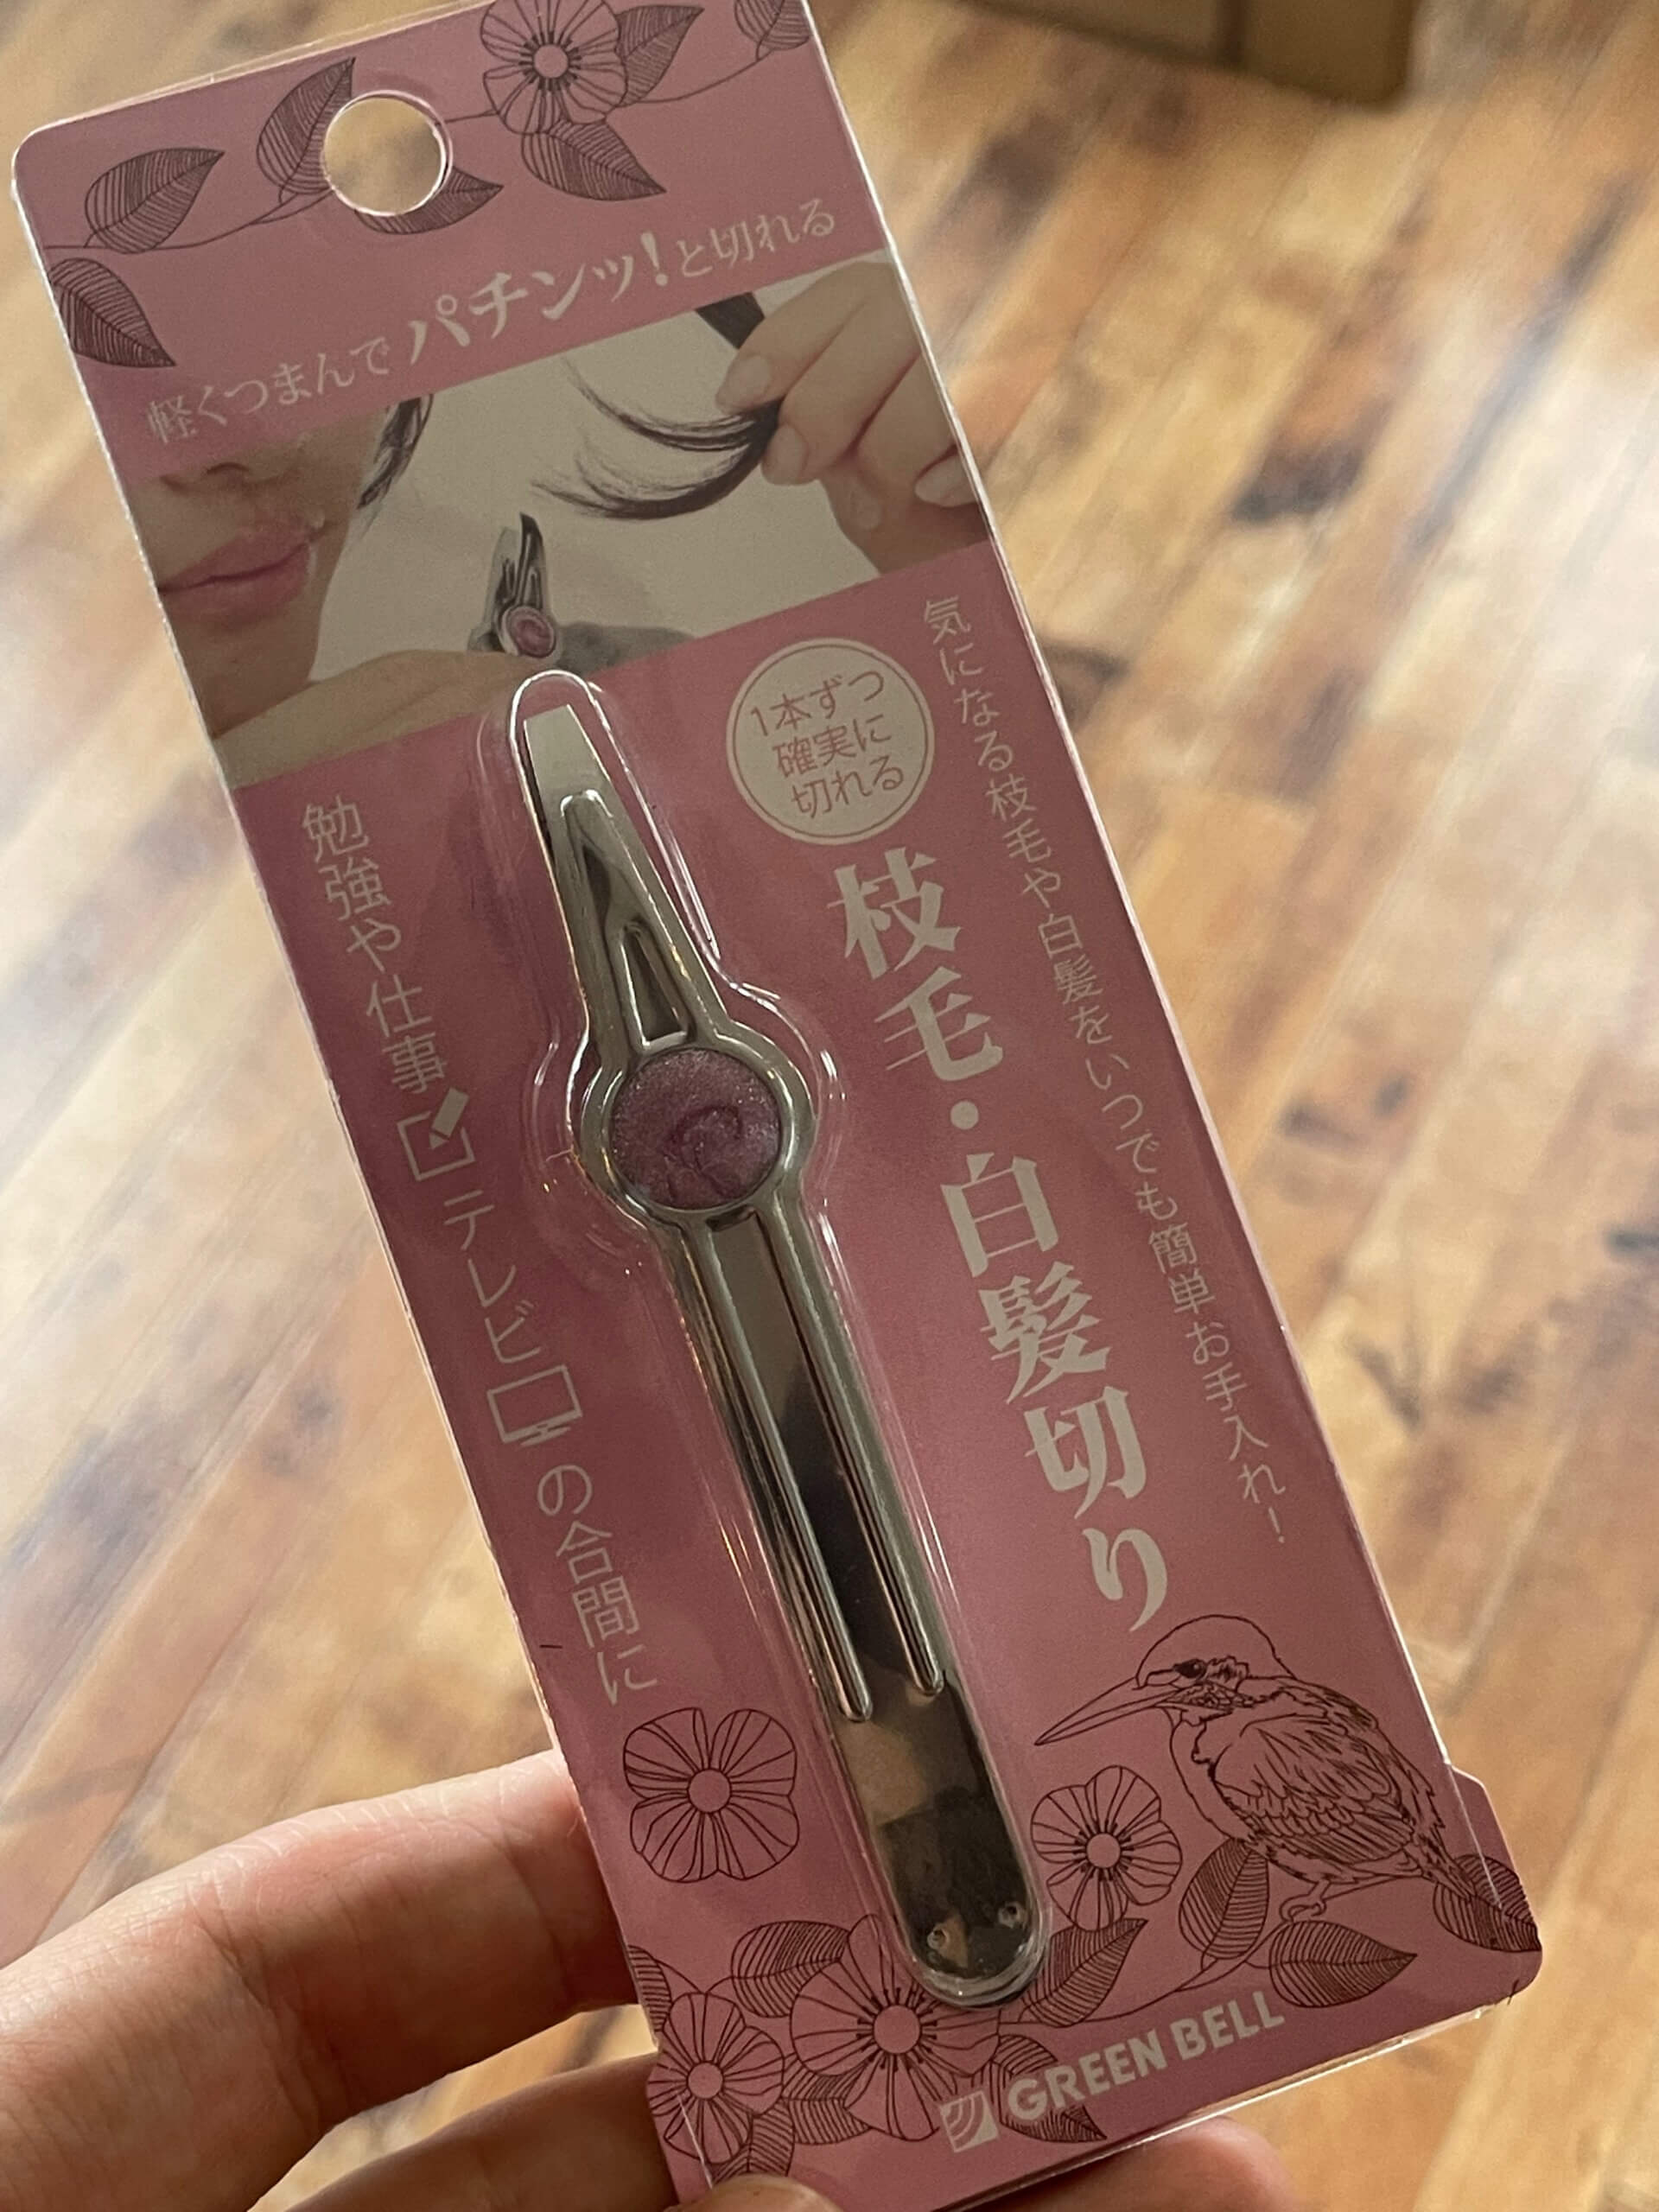 軽くつまんでパチンッ!と切れる
1本ずつ
確実に
切れる
気になる枝毛や白髪をいつでも簡単お手入れ!
枝毛・白髪切り
勉強や仕事 テレビ の合間に
GREEN BELL